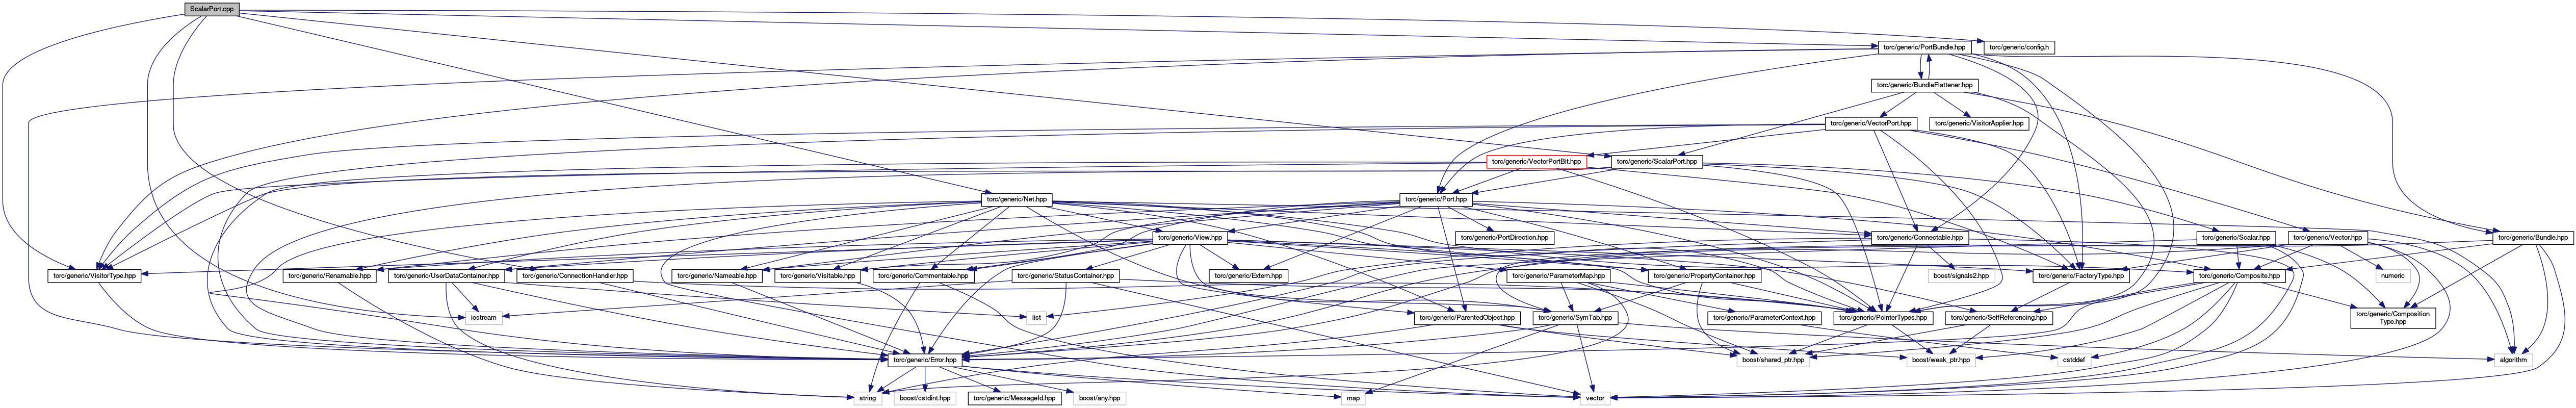 ScalarPort.cpp
torc/generic/PortBundle.hpp
torc/generic/config.h
torc/generic/BundleFlattener.hpp
torc/generic/VectorPort.hpp
torc/generic/VisitorApplier.hpp
torc/generic/VectorPortBit.hpp
torc/generic/ScalarPort.hpp
torc/generic/Net.hpp
torc/generic/Port.hpp
torc/generic/View.hpp
torc/generic/PortDirection.hpp
torc/generic/Connectable.hpp
torc/generic/Scalar.hpp
torc/generic/Vector.hpp
torc/generic/Bundle.hpp
torc/generic/VisitorType.hpp
torc/generic/Renamable.hpp
torc/generic/UserDataContainer.hpp
torc/generic/ConnectionHandler.hpp
torc/generic/Nameable.hpp
torc/generic/Visitable.hpp
torc/generic/Commentable.hpp
torc/generic/StatusContainer.hpp
torc/generic/Extern.hpp
torc/generic/ParameterMap.hpp
torc/generic/PropertyContainer.hpp
boost/signals2.hpp
torc/generic/FactoryType.hpp
torc/generic/Composite.hpp
numeric
iostream
list
torc/generic/ParentedObject.hpp
torc/generic/SymTab.hpp
torc/generic/ParameterContext.hpp
torc/generic/PointerTypes.hpp
torc/generic/SelfReferencing.hpp
torc/generic/Composition
Type.hpp
torc/generic/Error.hpp
boost/shared_ptr.hpp
boost/weak_ptr.hpp
cstddef
algorithm
string
boost/cstdint.hpp
torc/generic/MessageId.hpp
boost/any.hpp
map
vector